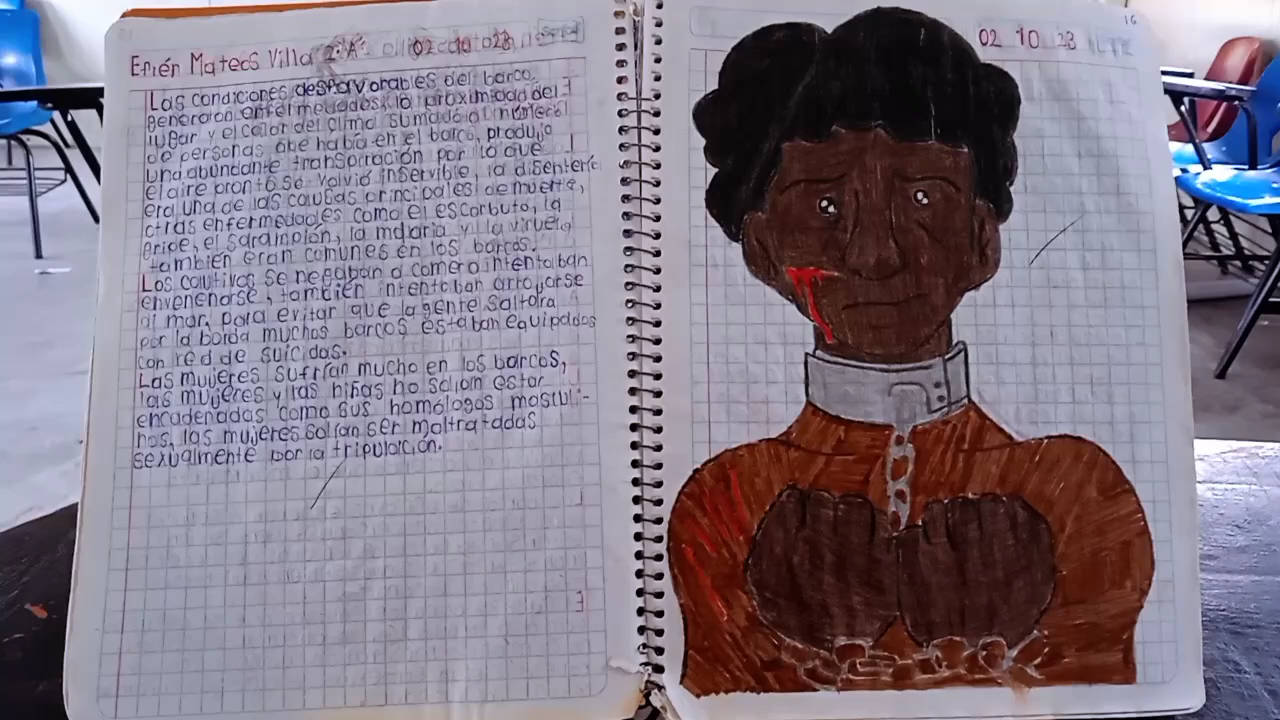 Efrén Mateos Villa 2°"A" 02 10 23
Las condiciones desfavorables del barco
generaron enfermedades, la proximidad del
lugar y el calor del clima sumado al número
de personas que había en el barco, produjo
una abundante transpiración por lo que
el aire pronto se volvió inservible, la disentería
era una de las causas principales de muerte,
otras enfermedades como el escorbuto, la
gripe, el sarampión, la malaria y la viruela
también eran comunes en los barcos.
Los cautivos se negaban a comer o intentaban
envenenarse, también intentaban arrojarse
al mar, para evitar que la gente saltara
por la borda muchos barcos estaban equipados
con red de suicidas.
Las mujeres sufrían mucho en los barcos,
las mujeres y las niñas no solían estar
encadenadas como sus homólogos masculi-
nos, las mujeres solían ser maltratadas
sexualmente por la tripulación.
16
02 10 23